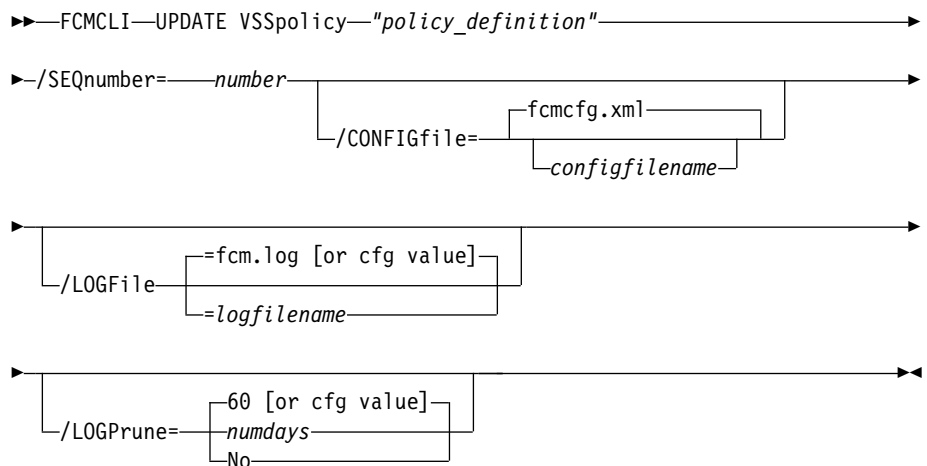 FCMCLI UPDATE VSSpolicy "policy_definition"
/SEQnumber= number
fcmcfg.xml
/CONFIGfile=
configfilename
=fcm.log [or cfg value]
/LOGFile
=logfilename
60 [or cfg value]
/LOGPrune= numdays
No